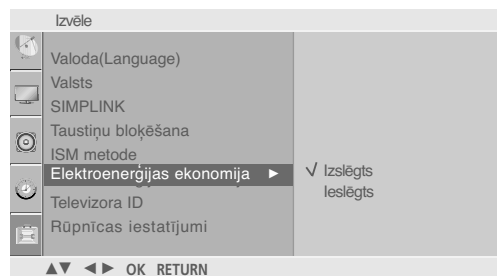 Izvēle
Valoda(Language)
Valsts
SIMPLINK
Taustiņu bloķēšana
ISM metode
Elektroenerģijas ekonomija ►
√ Izslēgts
Ieslēgts
Televizora ID
Rūpnīcas iestatījumi
▲▼ ◄► OK RETURN